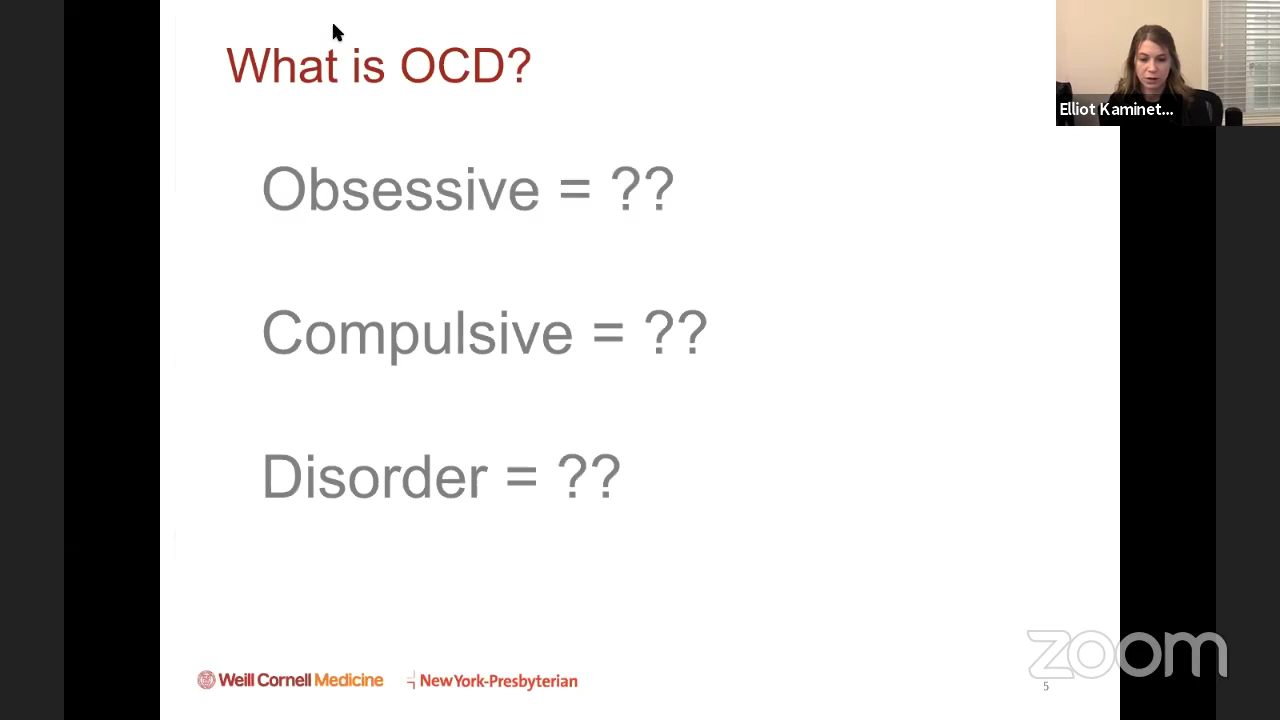 What is OCD?
Elliot Kaminet...
Obsessive = ??
Compulsive = ??
Disorder = ??
Weill Cornell Medicine
NewYork-Presbyterian
zoom
5